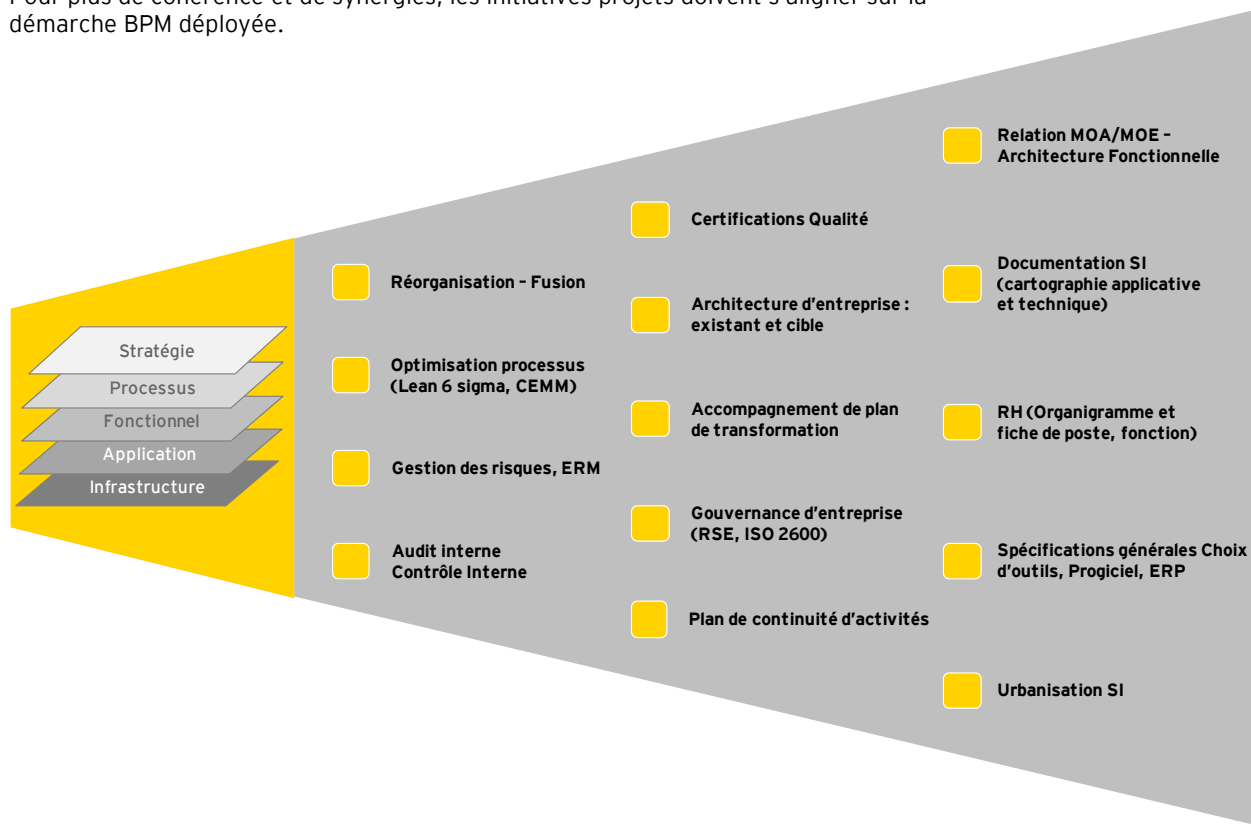 Pour plus de cohérence et de synergies, les initiatives projets doivent s'aligner sur la
démarche BPM déployée.
Stratégie
Processus
Fonctionnel
Application
Infrastructure
Réorganisation – Fusion
Optimisation processus
(Lean 6 sigma, CEMM)
Gestion des risques, ERM
Audit interne
Contrôle Interne
Certifications Qualité
Architecture d'entreprise :
existant et cible
Accompagnement de plan
de transformation
Gouvernance d'entreprise
(RSE, ISO 2600)
Plan de continuité d'activités
Relation MOA/MOE –
Architecture Fonctionnelle
Documentation SI
(cartographie applicative
et technique)
RH (Organigramme et
fiche de poste, fonction)
Spécifications générales Choix
d'outils, Progiciel, ERP
Urbanisation SI